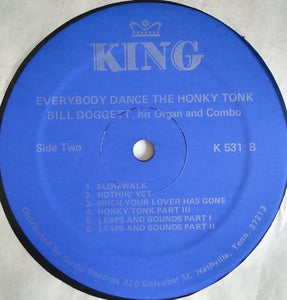 KING
EVERYBODY DANCE THE HONKY TONK
BILL DOGGETT, his Organ and Combo
Side Two K 531 B
1. SLOW WALK
2. NOTHIN' YET
3. WHEN YOUR LOVER HAS GONE
4. HONKY TONK PART III
5. LEAPS AND BOUNDS PART I
6. LEAPS AND BOUNDS PART II
Distributed by Gusto Records 220 Boscobel St. Nashville, Tenn. 37213